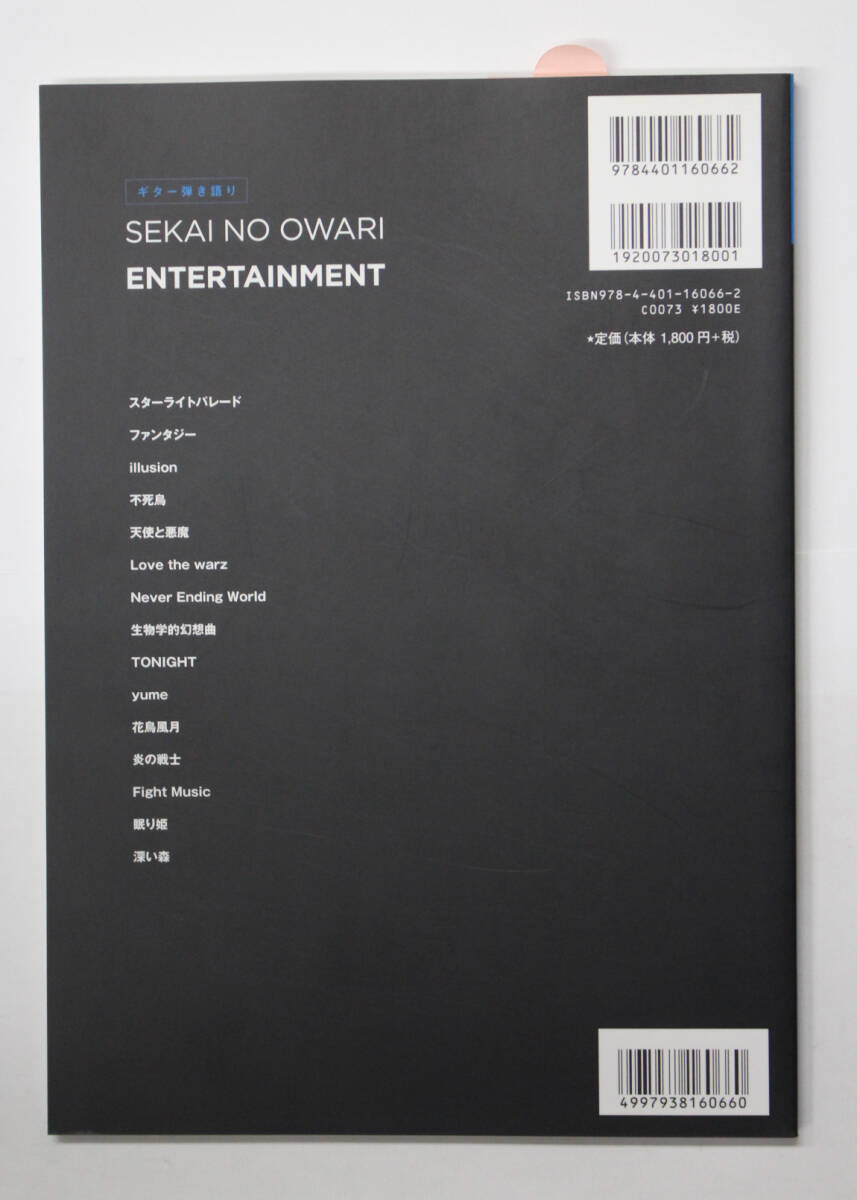 9784401160662
1920073018001
ISBN978-4-401-16066-2
C0073 ¥1800E
★定価(本体 1,800円+税)
ギター弾き語り
SEKAI NO OWARI
ENTERTAINMENT
スターライトパレード
ファンタジー
illusion
不死鳥
天使と悪魔
Love the warz
Never Ending World
生物学的幻想曲
TONIGHT
yume
花鳥風月
炎の戦士
Fight Music
眠り姫
深い森
4997938160660